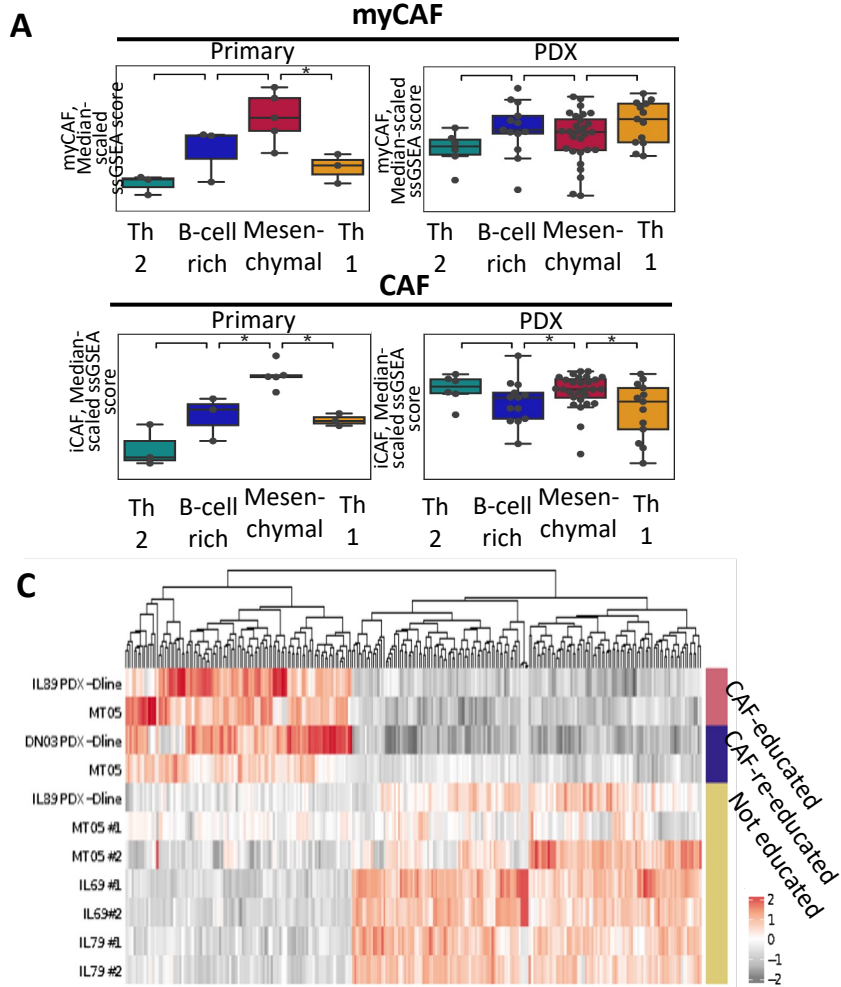 A
myCAF
Primary
PDX
myCAF,
Median-
scaled
ssGSEA score
*
myCAF,
Median-scaled
ssGSEA score
Th
2
B-cell
rich
Mesen-
chymal
Th
1
Th
2
B-cell
rich
Mesen-
chymal
Th
1
CAF
Primary
PDX
iCAF, Median-
scaled ssGSEA
score
* *
iCAF, Median-
scaled ssGSEA
score
* *
Th
2
B-cell
rich
Mesen-
chymal
Th
1
Th
2
B-cell
rich
Mesen-
chymal
Th
1
C
IL89 PDX-Dline
MT05
DN03 PDX-Dline
MT05
IL89 PDX-Dline
MT05 #1
MT05 #2
IL69 #1
IL69#2
IL79 #1
IL79 #2
CAF-educated
CAF-re-educated
Not educated
2
1
0
−1
−2